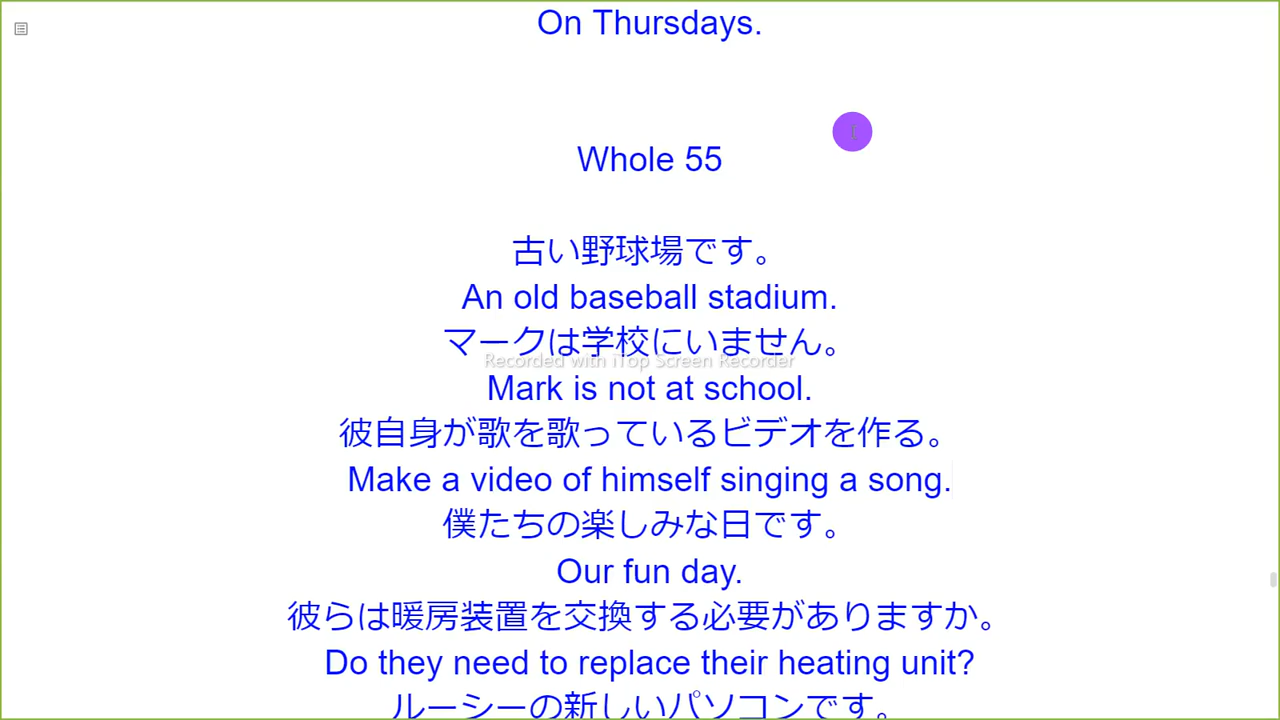 On Thursdays.
Whole 55
古い野球場です。
An old baseball stadium.
マークは学校にいません。
Recorded with iTop Screen Recorder
Mark is not at school.
彼自身が歌を歌っているビデオを作る。
Make a video of himself singing a song.
僕たちの楽しみな日です。
Our fun day.
彼らは暖房装置を交換する必要がありますか。
Do they need to replace their heating unit?
ルーシーの新しいパソコンです。